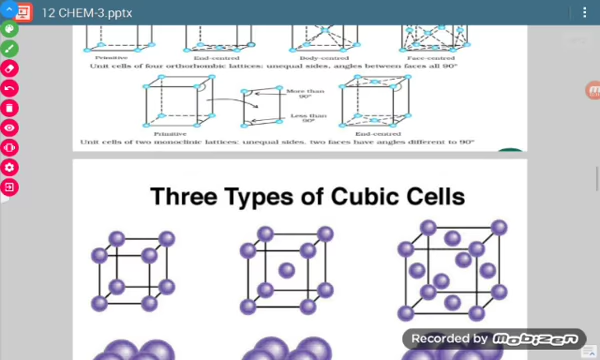 12 CHEM-3.pptx
Primitive End-centred Body-centred Face-centred
Unit cells of four orthorhombic lattices: unequal sides, angles between faces all 90°
More than 90°
Less than 90°
Primitive End-centred
Unit cells of two monoclinic lattices: unequal sides, two faces have angles different to 90°
Three Types of Cubic Cells
Recorded by mobizen